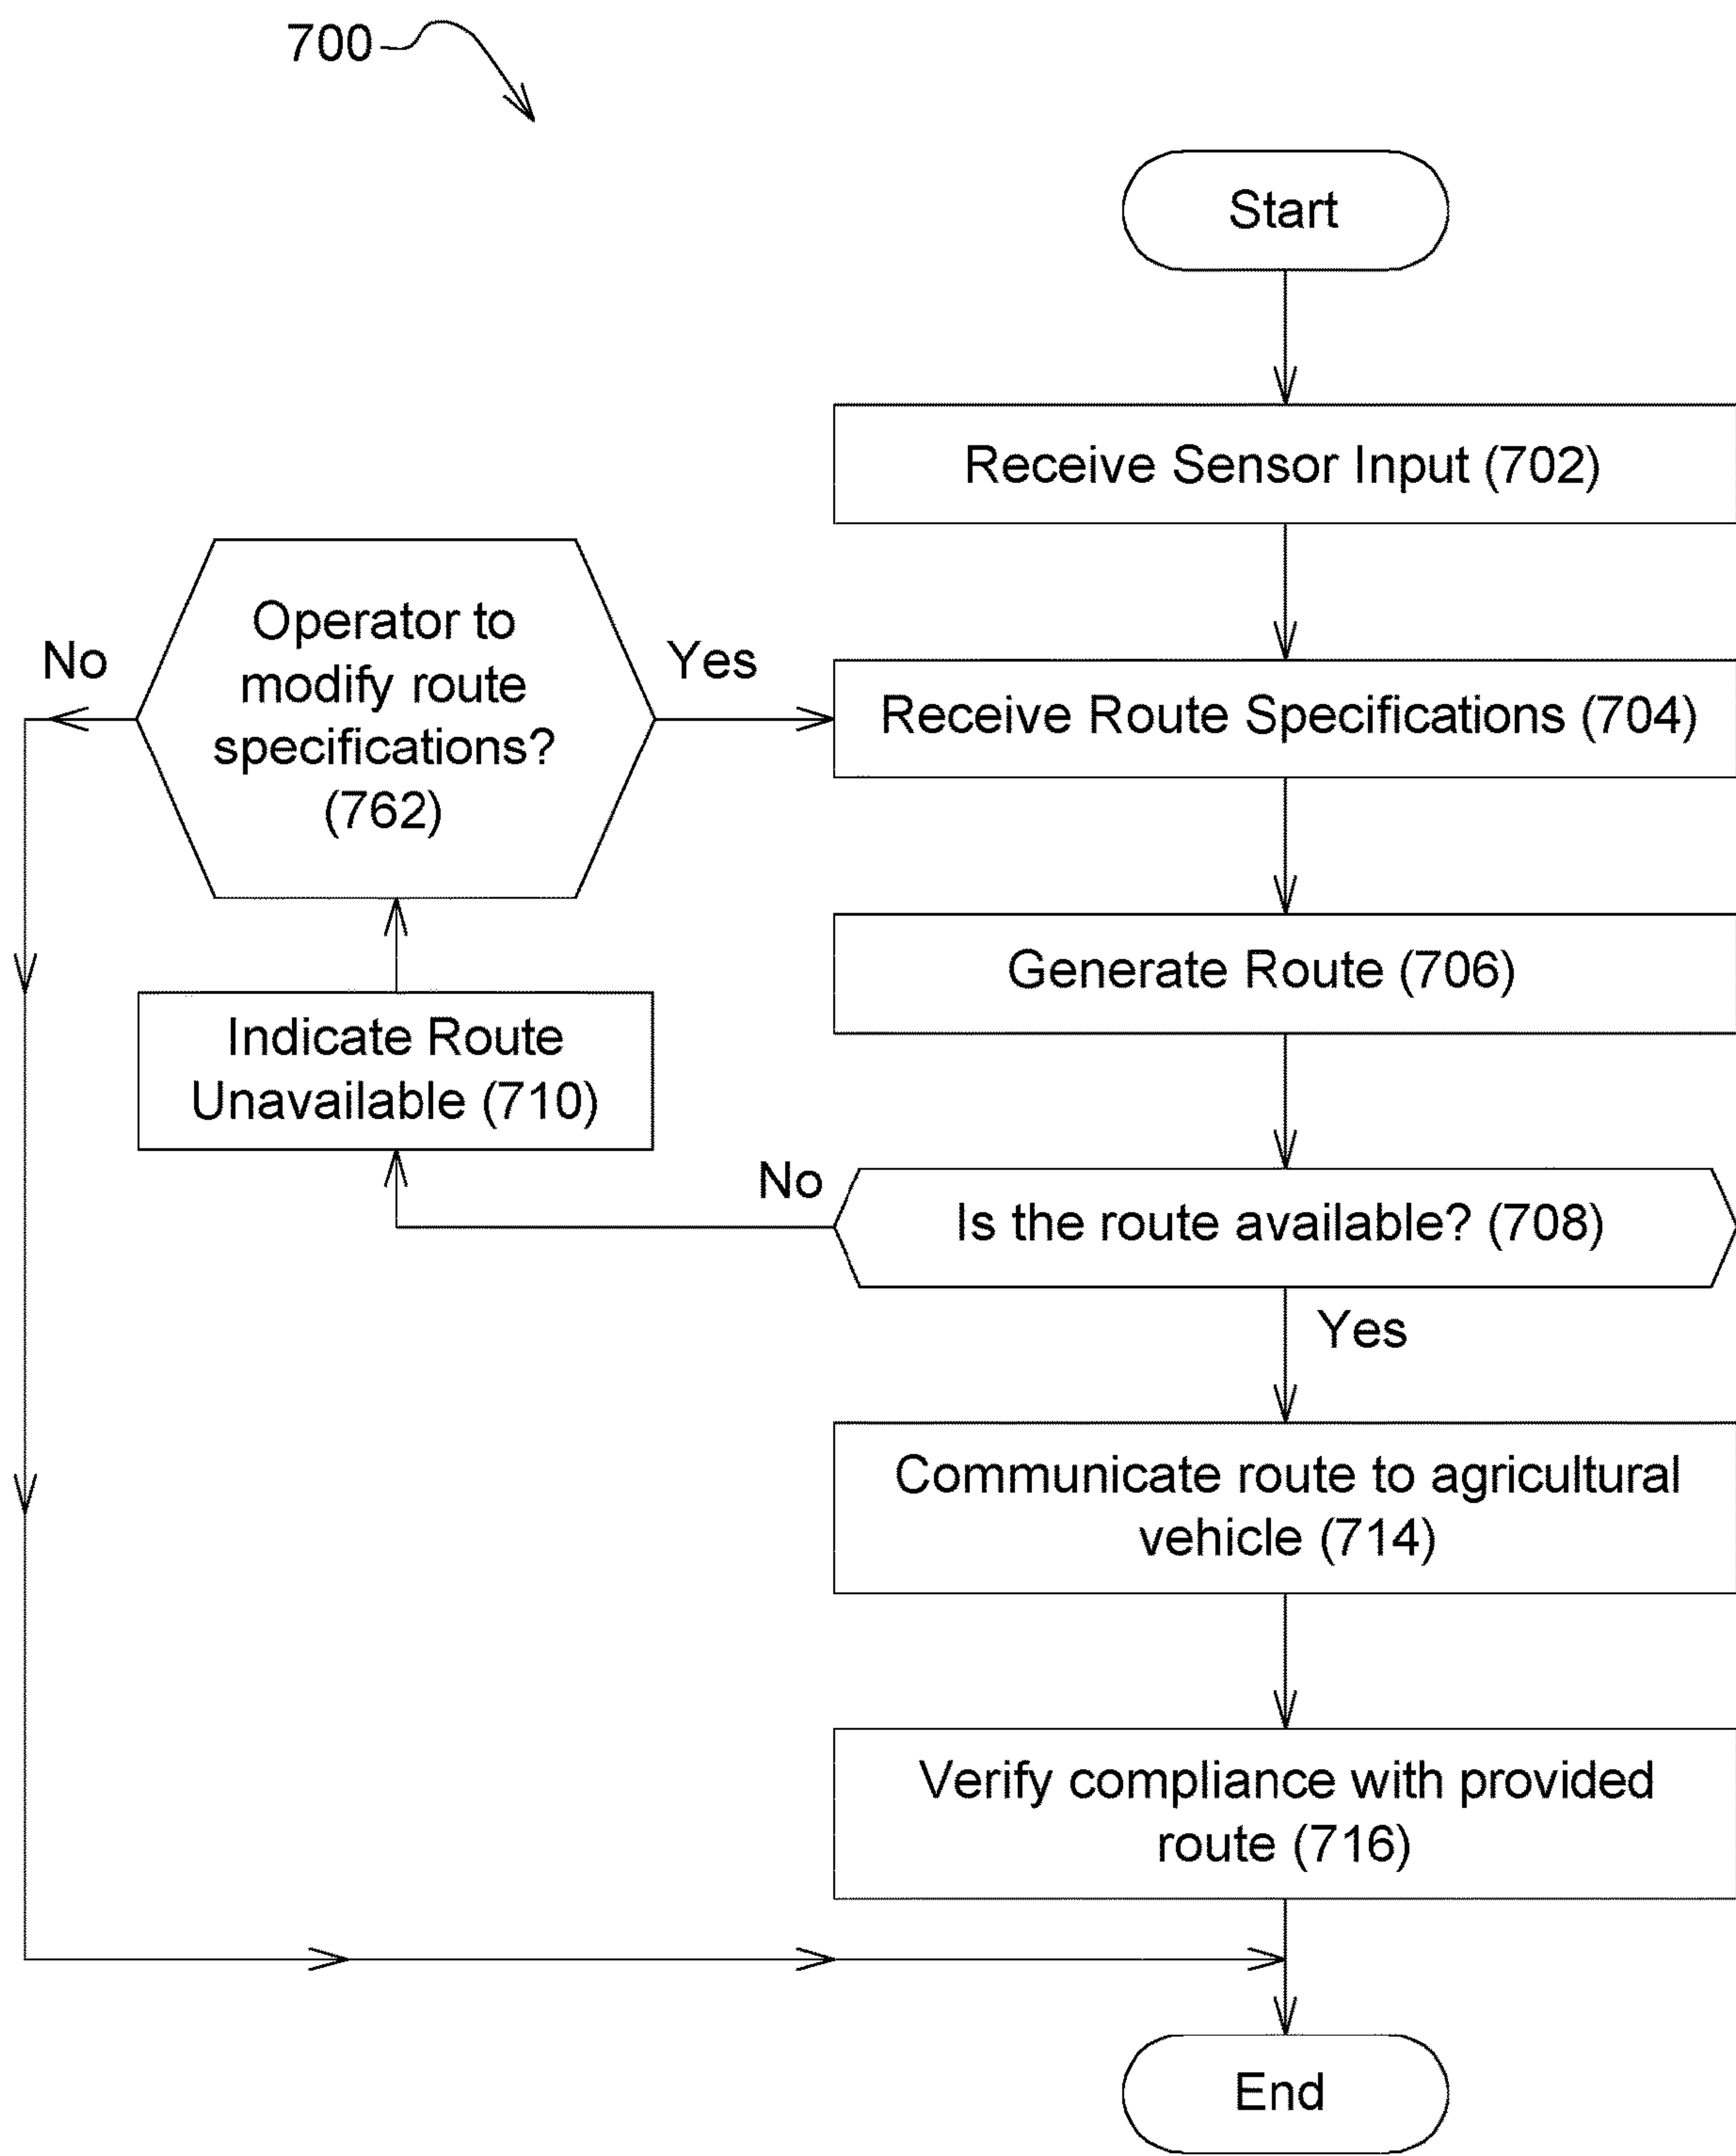 700
Start
Receive Sensor Input (702)
Operator to
modify route
specifications?
(762)
No
Yes
Receive Route Specifications (704)
Generate Route (706)
Indicate Route
Unavailable (710)
No
Is the route available? (708)
Yes
Communicate route to agricultural
vehicle (714)
Verify compliance with provided
route (716)
End